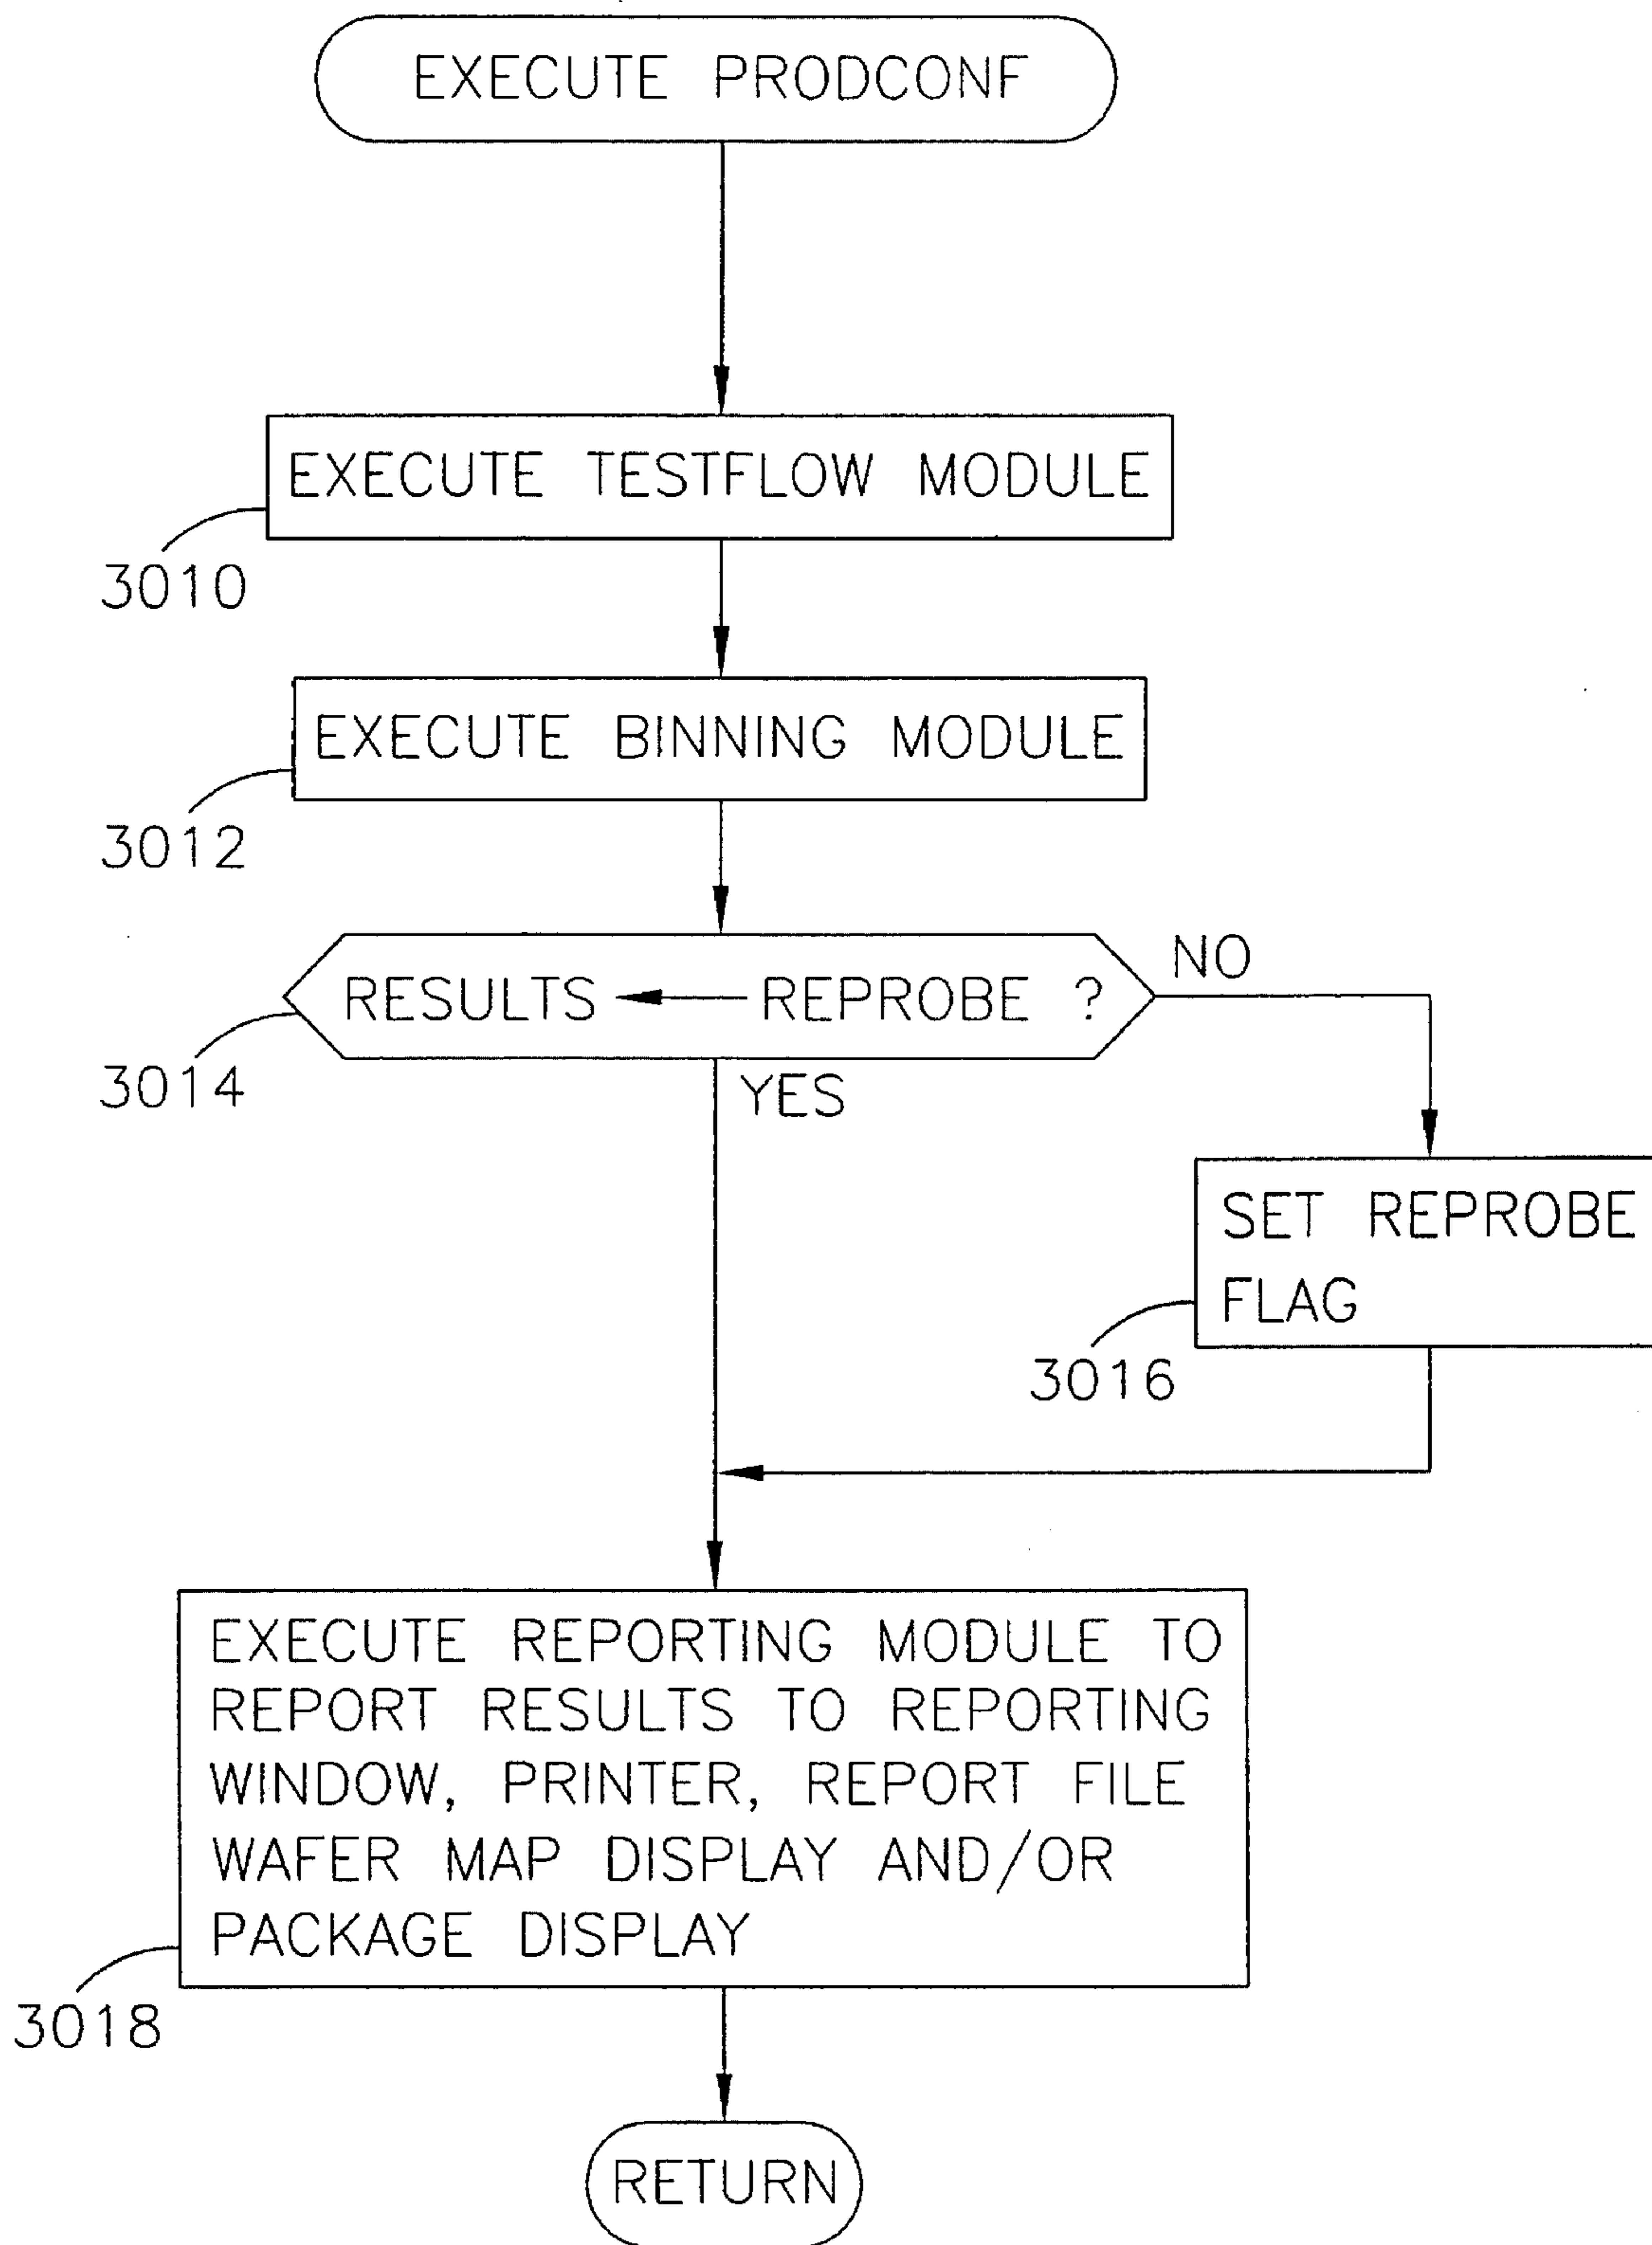 EXECUTE PRODCONF
EXECUTE TESTFLOW MODULE
3010
EXECUTE BINNING MODULE
3012
RESULTS ← REPROBE ?
NO
3014
YES
SET REPROBE
FLAG
3016
EXECUTE REPORTING MODULE TO
REPORT RESULTS TO REPORTING
WINDOW, PRINTER, REPORT FILE
WAFER MAP DISPLAY AND/OR
PACKAGE DISPLAY
3018
RETURN